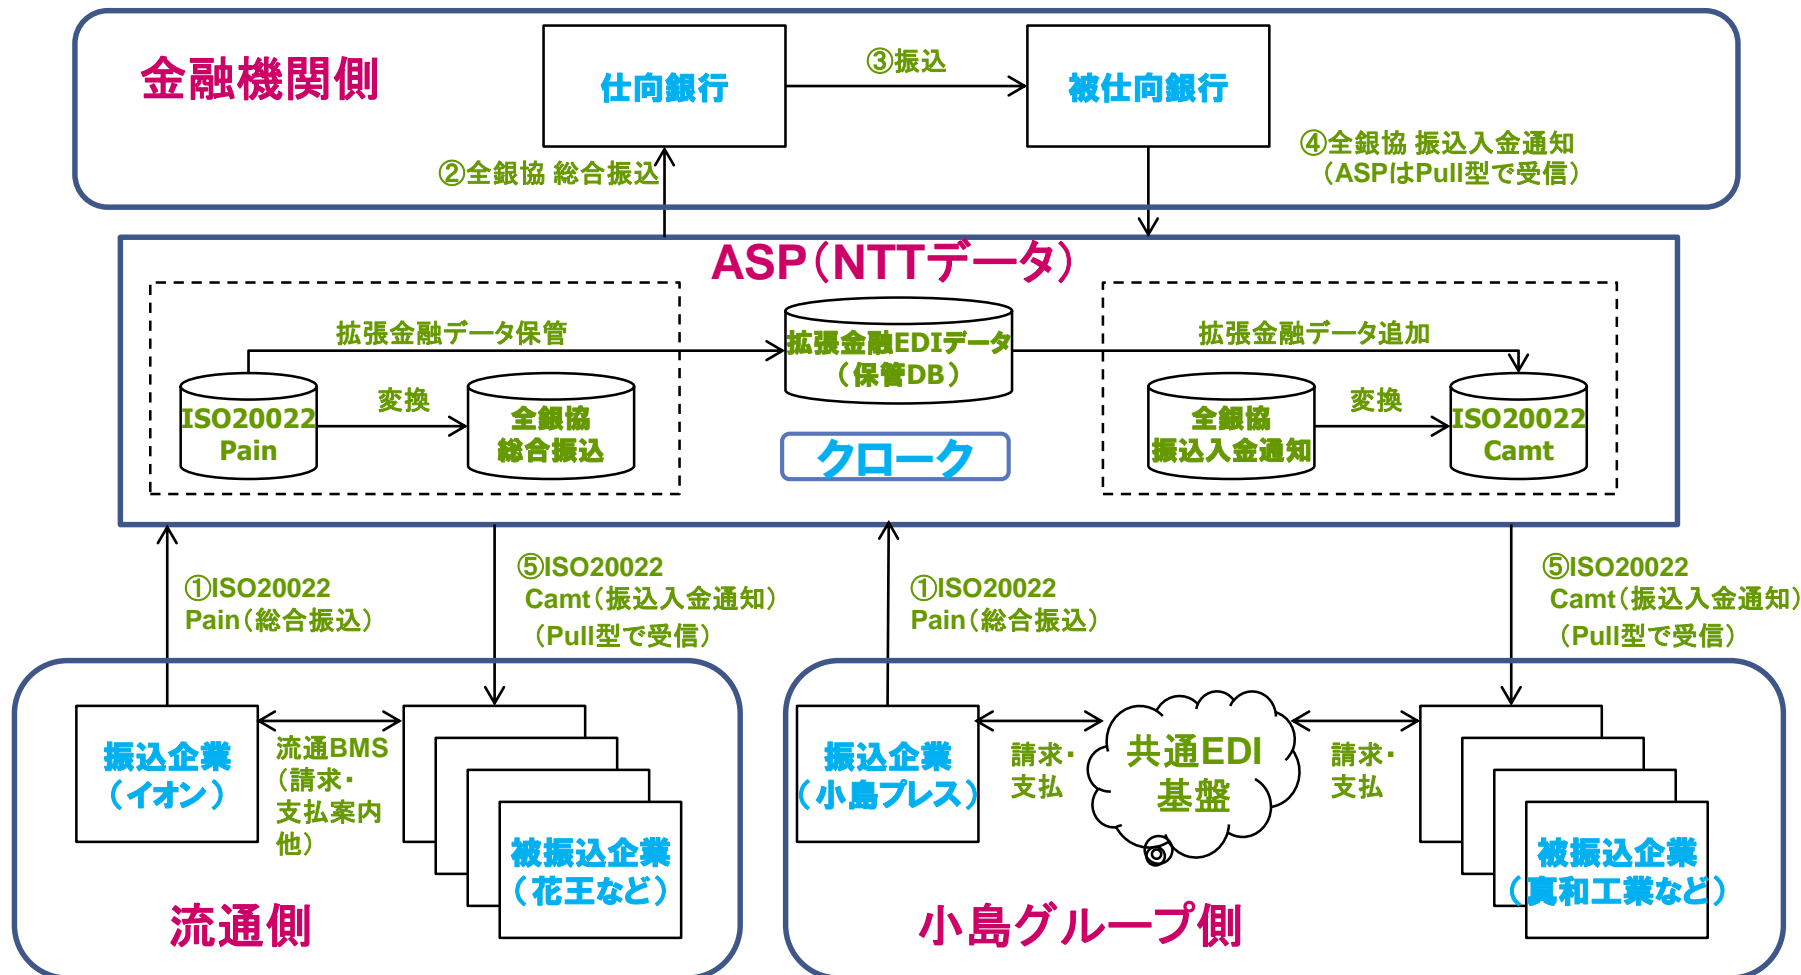 金融機関側
仕向銀行
③振込
被仕向銀行
②全銀協 総合振込
④全銀協 振込入金通知
（ASPはPull型で受信）
ASP（NTTデータ）
拡張金融データ保管
拡張金融EDIデータ
（保管DB）
拡張金融データ追加
ISO20022
Pain
変換
全銀協
総合振込
クローク
全銀協
振込入金通知
変換
ISO20022
Camt
①ISO20022
Pain（総合振込）
⑤ISO20022
Camt（振込入金通知）
（Pull型で受信）
①ISO20022
Pain（総合振込）
⑤ISO20022
Camt（振込入金通知）
（Pull型で受信）
振込企業
（イオン）
流通BMS
（請求・
支払案内
他）
被振込企業
（花王など）
流通側
振込企業
（小島プレス）
請求・
支払
共通EDI
基盤
請求・
支払
被振込企業
（真和工業など）
小島グループ側